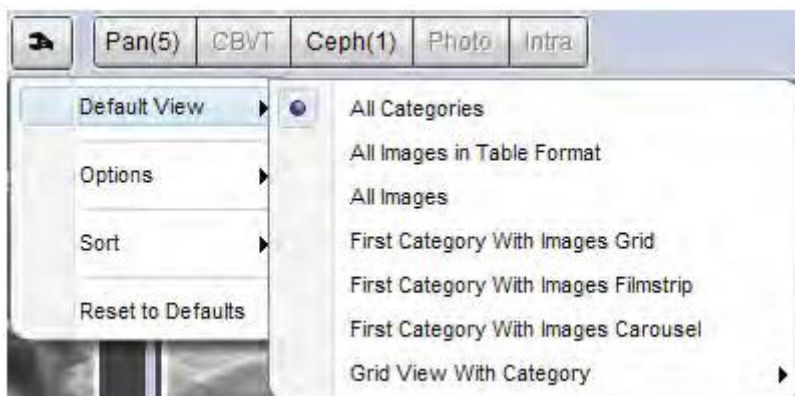 Pan(5) CBVT Ceph(1) Photo Intra
Default View
Options
Sort
Reset to Defaults
All Categories
All Images in Table Format
All Images
First Category With Images Grid
First Category With Images Filmstrip
First Category With Images Carousel
Grid View With Category